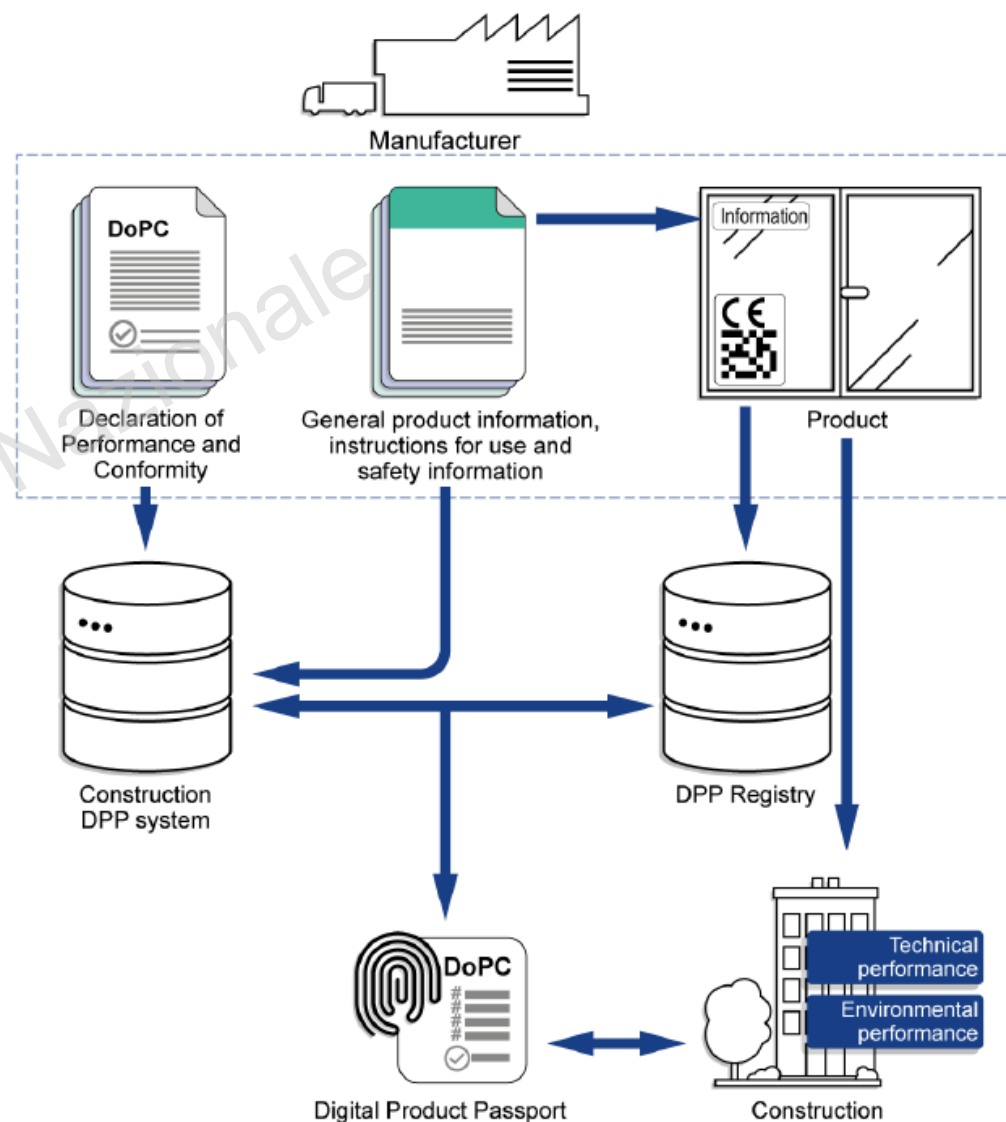 Manufacturer
DoPC
Information
CE
Declaration of
Performance and
Conformity
General product information,
instructions for use and
safety information
Product
Nazionale
Construction
DPP system
DPP Registry
DoPC
#
#
#
#
Technical
performance
Environmental
performance
Digital Product Passport
Construction